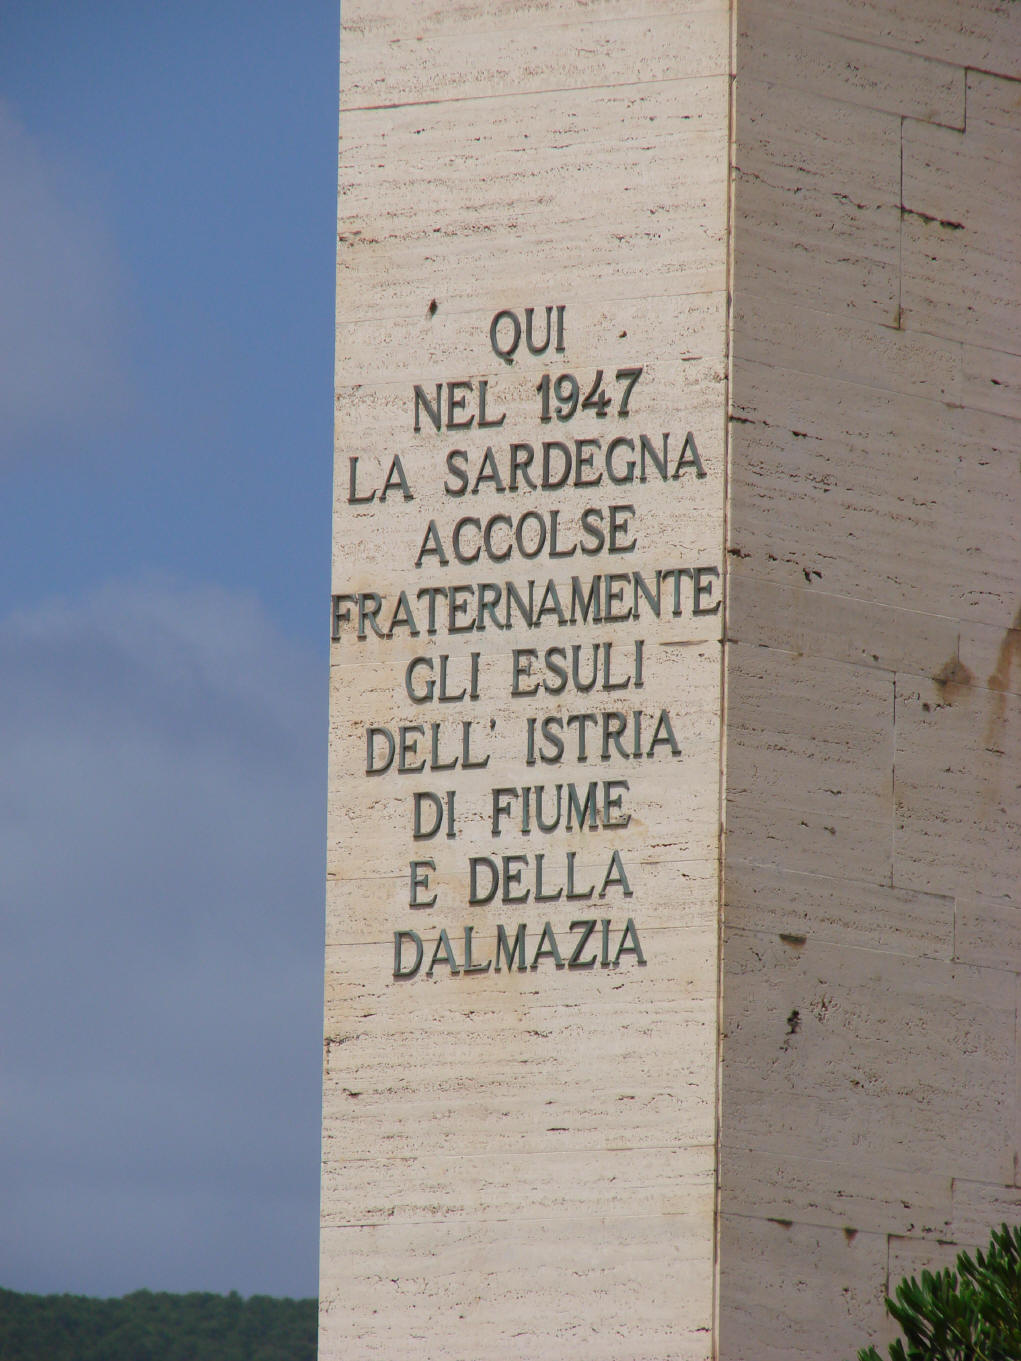 QUI
NEL 1947
LA SARDEGNA
ACCOLSE
FRATERNAMENTE
GLI ESULI
DELL' ISTRIA
DI FIUME
E DELLA
DALMAZIA